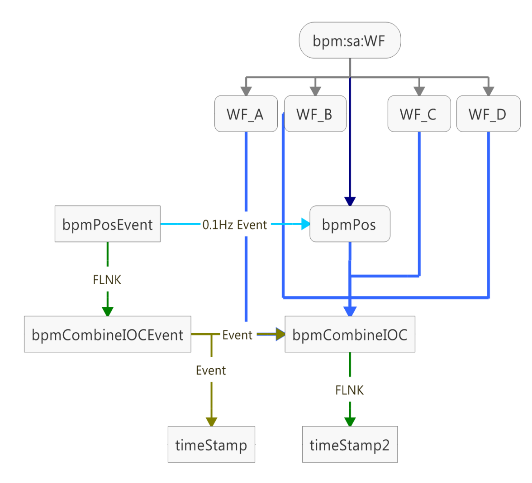 bpm:sa:WF
WF_A
WF_B
WF_C
WF_D
bpmPosEvent
0.1Hz Event
bpmPos
FLNK
bpmCombineIOCEvent
Event
bpmCombineIOC
Event
FLNK
timeStamp
timeStamp2